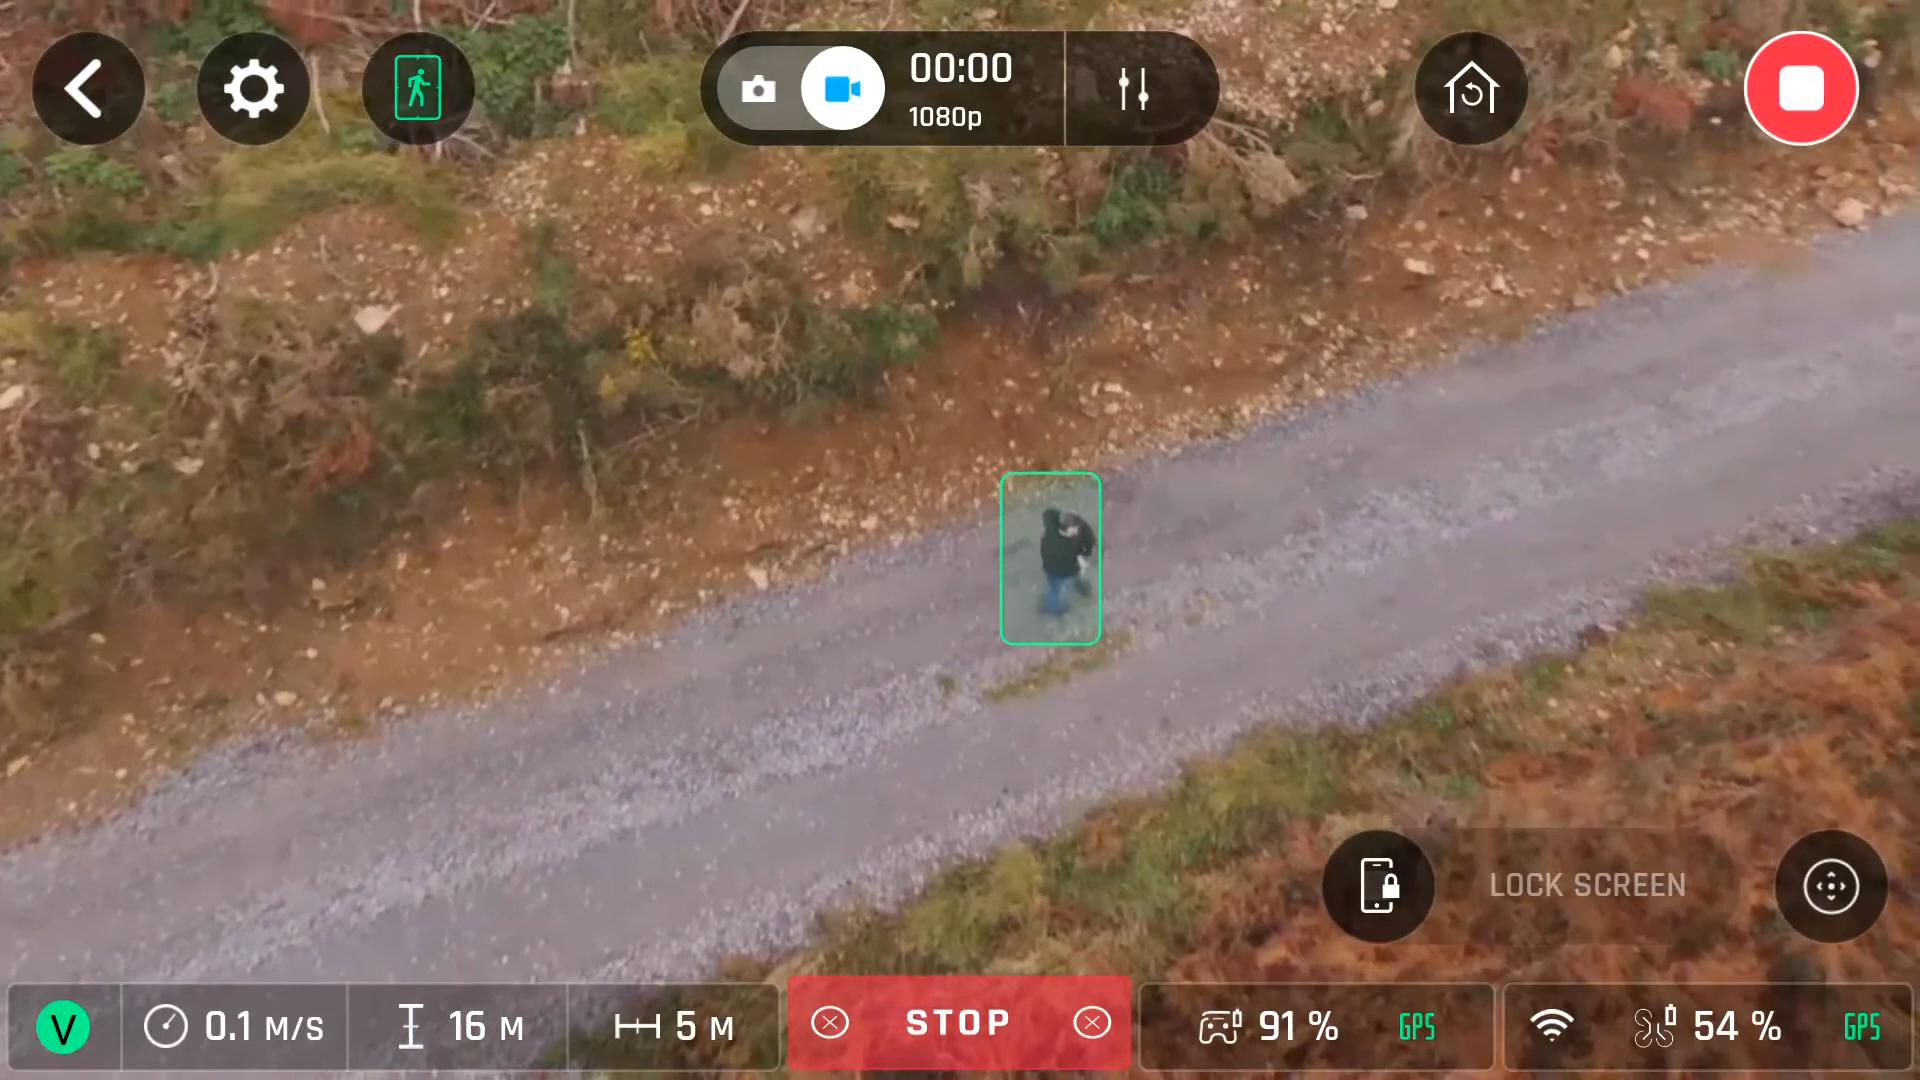 00:00
1080p
LOCK SCREEN
V
0.1 M/S
16 M
5 M
STOP
91 %
GPS
54 %
GPS